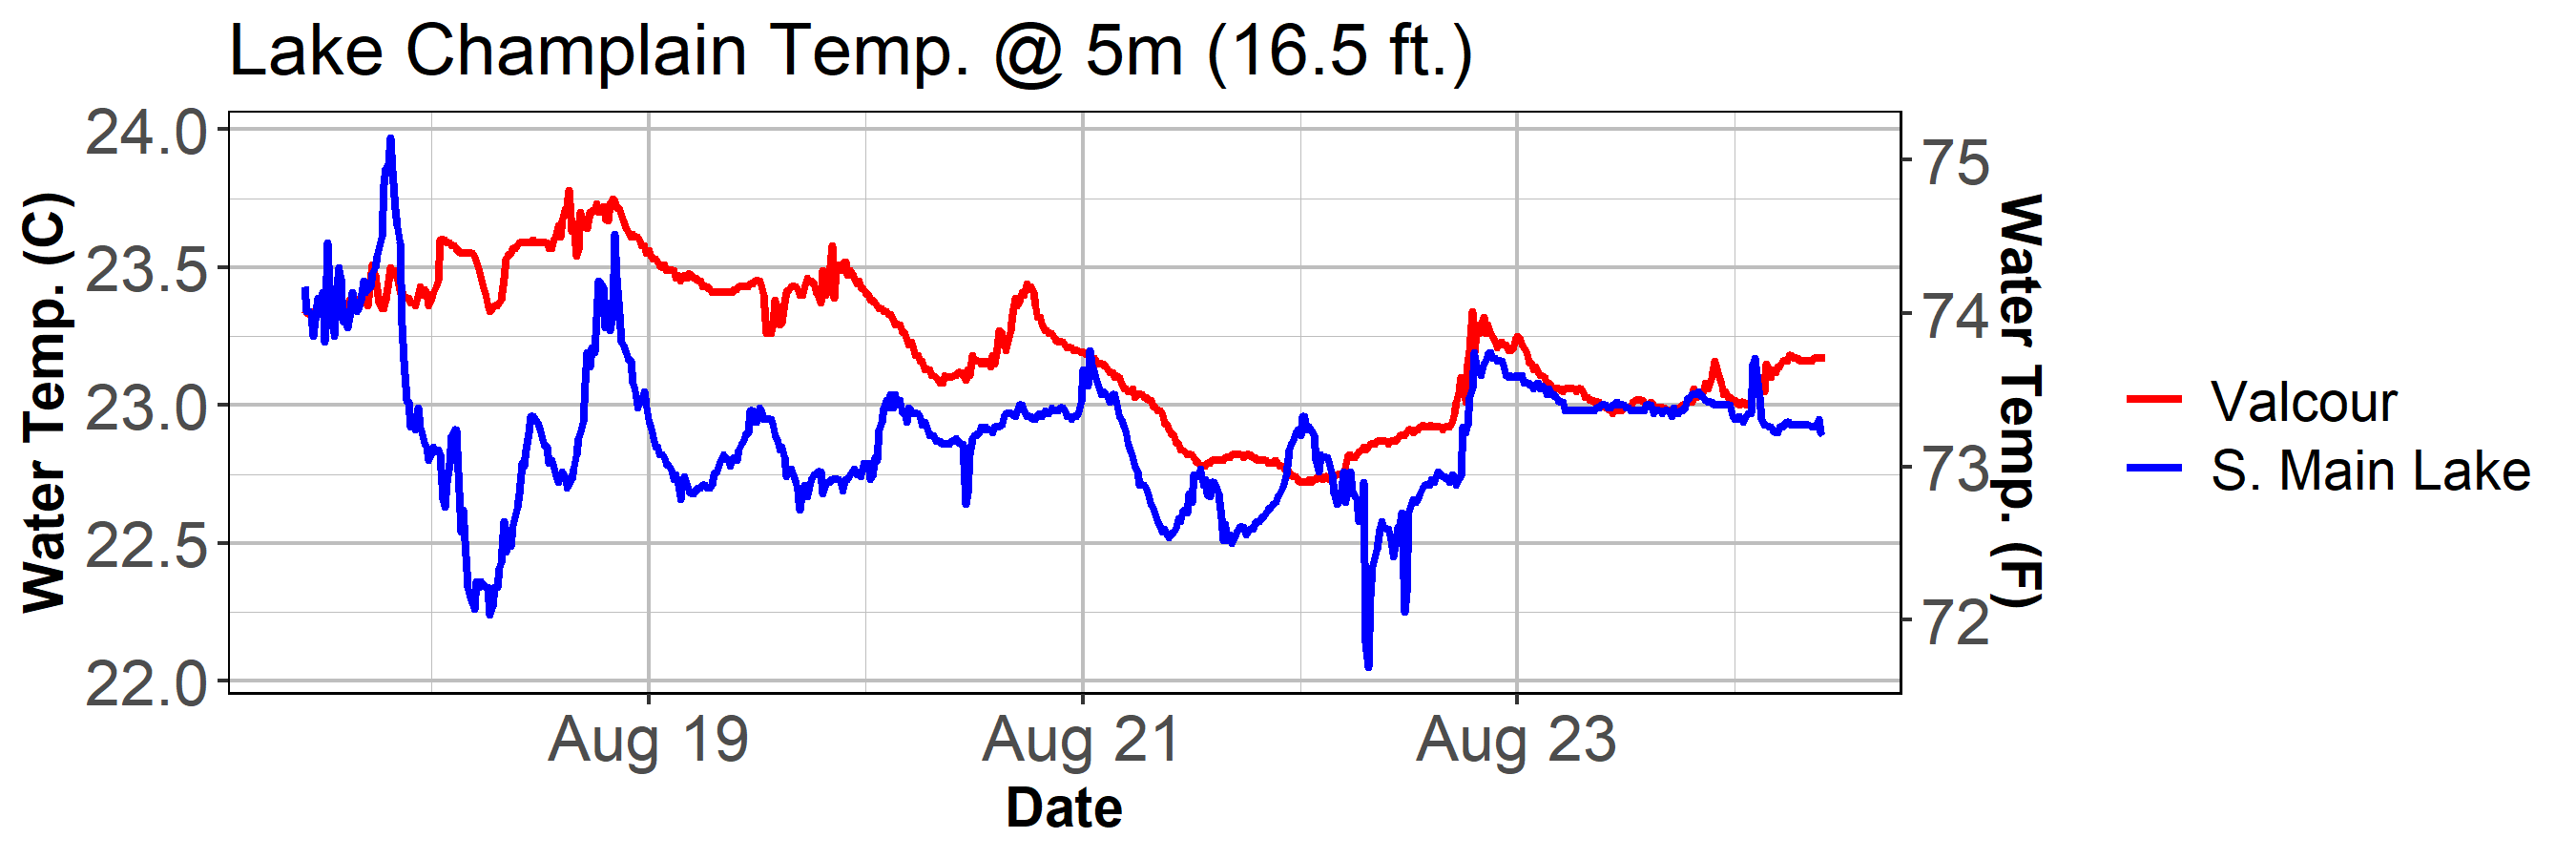 Lake Champlain Temp. @ 5m (16.5 ft.)
Water Temp. (C)
24.0
23.5
23.0
22.5
22.0
75
74
73
72
Water Temp. (F)
Aug 19
Aug 21
Aug 23
Date
Valcour
S. Main Lake